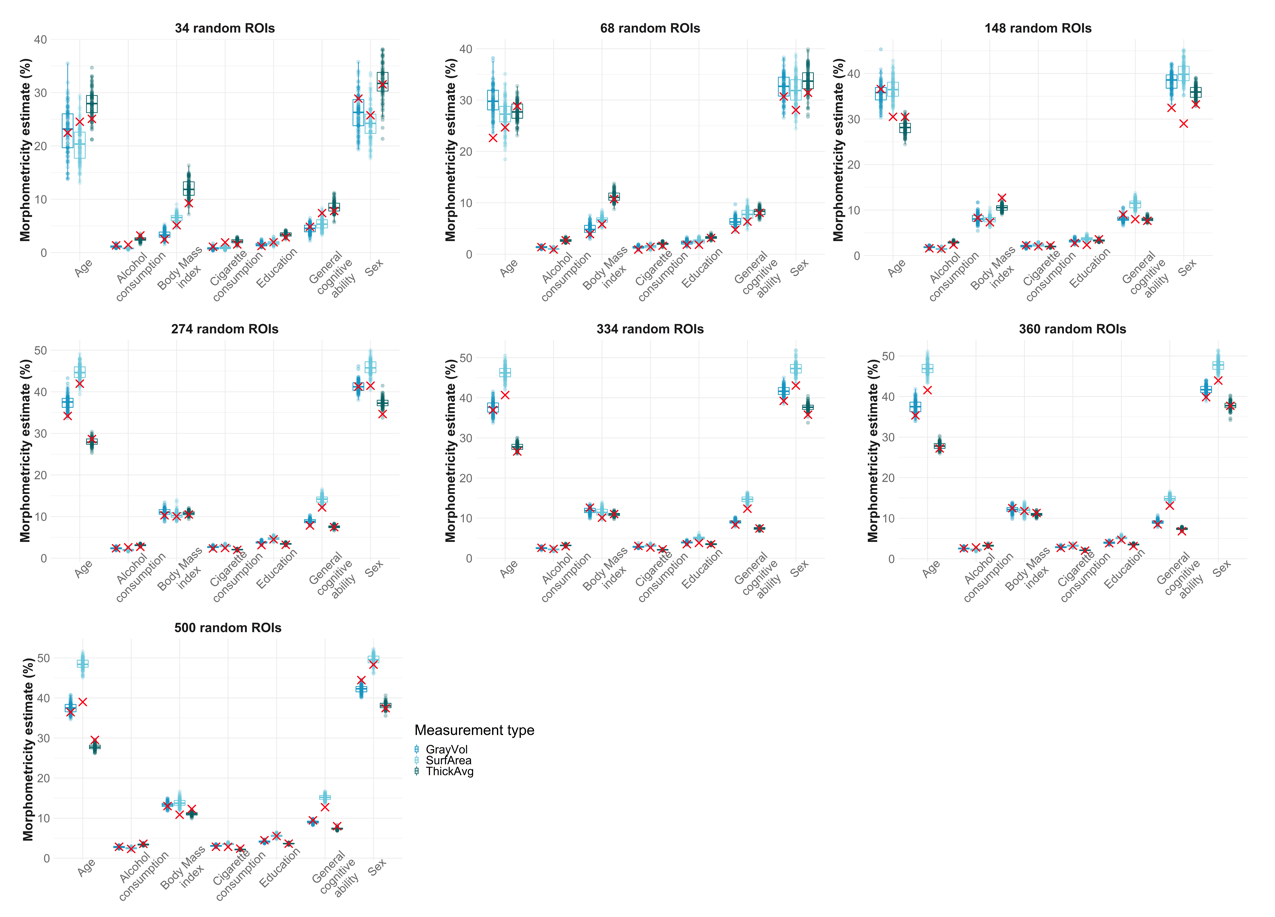 34 random ROIs
Morphometricity estimate (%)
40
30
20
10
0
Age
Alcohol
consumption
Body Mass
index
Cigarette
consumption
Education
General
cognitive
ability
Sex
68 random ROIs
Morphometricity estimate (%)
40
30
20
10
0
Age
Alcohol
consumption
Body Mass
index
Cigarette
consumption
Education
General
cognitive
ability
Sex
148 random ROIs
Morphometricity estimate (%)
40
30
20
10
0
Age
Alcohol
consumption
Body Mass
index
Cigarette
consumption
Education
General
cognitive
ability
Sex
274 random ROIs
Morphometricity estimate (%)
50
40
30
20
10
0
Age
Alcohol
consumption
Body Mass
index
Cigarette
consumption
Education
General
cognitive
ability
Sex
334 random ROIs
Morphometricity estimate (%)
50
40
30
20
10
0
Age
Alcohol
consumption
Body Mass
index
Cigarette
consumption
Education
General
cognitive
ability
Sex
360 random ROIs
Morphometricity estimate (%)
50
40
30
20
10
0
Age
Alcohol
consumption
Body Mass
index
Cigarette
consumption
Education
General
cognitive
ability
Sex
500 random ROIs
Morphometricity estimate (%)
50
40
30
20
10
0
Age
Alcohol
consumption
Body Mass
index
Cigarette
consumption
Education
General
cognitive
ability
Sex
Measurement type
GrayVol
SurfArea
ThickAvg